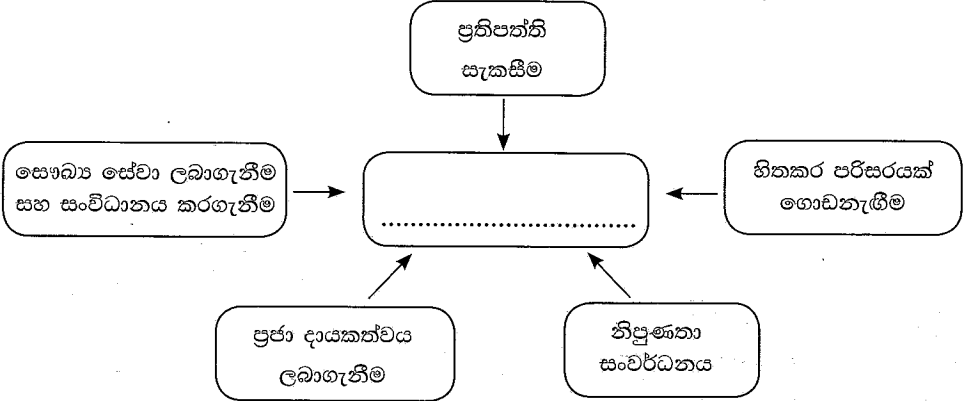 ප්‍රතිපත්ති
සැකසීම
සෞඛ්‍ය සේවා ලබාගැනීම
සහ සංවිධානය කරගැනීම
හිතකර පරිසරයක්
ගොඩනැඟීම
....................................
ප්‍රජා දායකත්වය
ලබාගැනීම
නිපුණතා
සංවර්ධනය